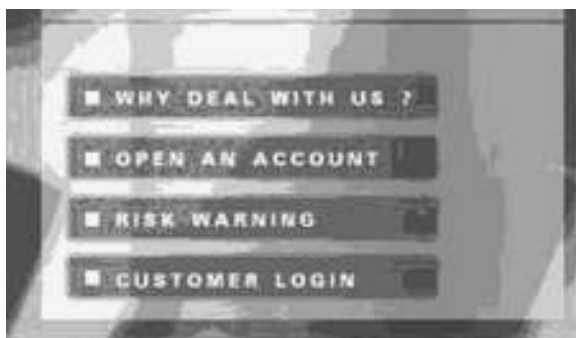 WHY DEAL WITH US ?
OPEN AN ACCOUNT
RISK WARNING
CUSTOMER LOGIN